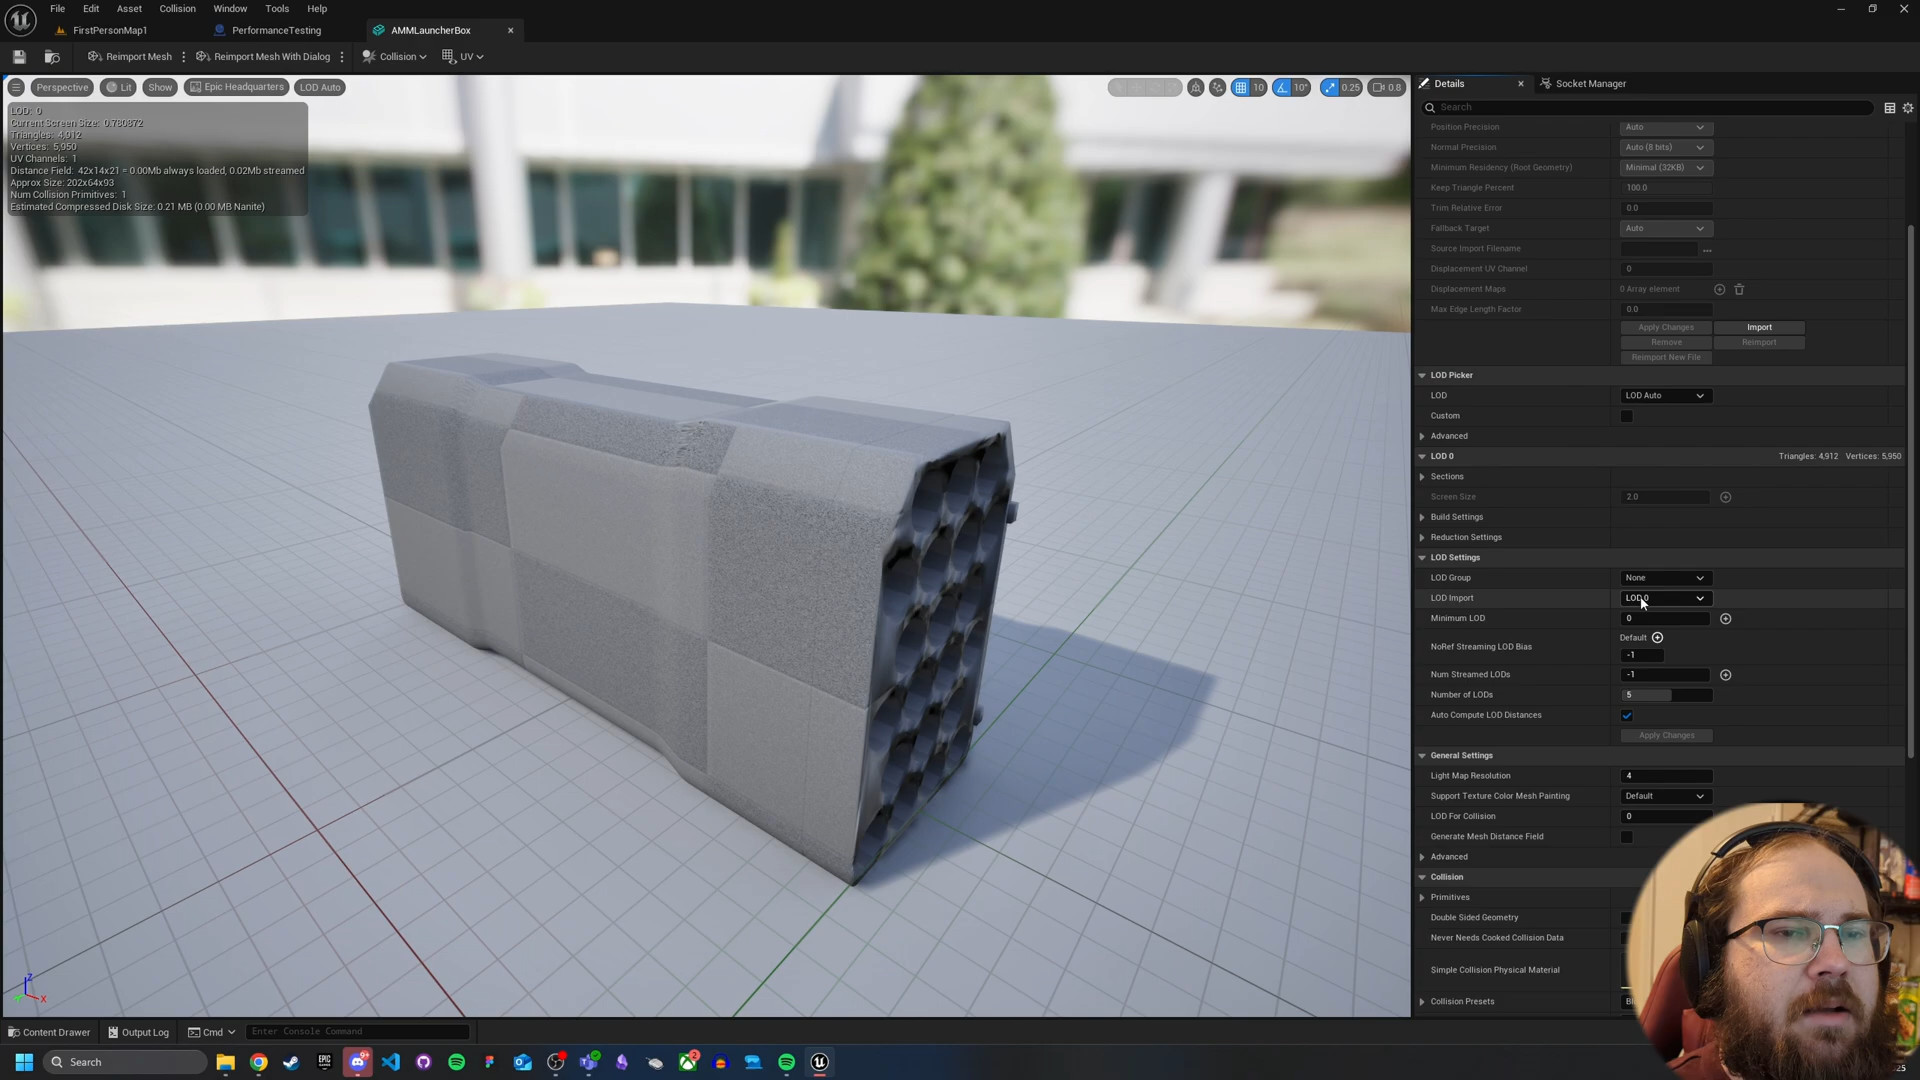 File Edit Asset Collision Window Tools Help
FirstPersonMap1 PerformanceTesting AMMLauncherBox
Reimport Mesh Reimport Mesh With Dialog Collision UV
Perspective Lit Show Epic Headquarters LOD Auto 10 10° 0.25 0.8
LOD: 0
Current Screen Size: 0.780872
Triangles: 4,912
Vertices: 5,950
UV Channels: 1
Distance Field: 42x14x21 = 0.00Mb always loaded, 0.02Mb streamed
Approx Size: 202x64x93
Num Collision Primitives: 1
Estimated Compressed Disk Size: 0.21 MB (0.00 MB Nanite)
Details Socket Manager
Search
Position Precision Auto
Normal Precision Auto (8 bits)
Minimum Residency (Root Geometry) Minimal (32KB)
Keep Triangle Percent 100.0
Trim Relative Error 0.0
Fallback Target Auto
Source Import Filename
Displacement UV Channel 0
Displacement Maps 0 Array element
Max Edge Length Factor 0.0
Apply Changes Import
Remove Reimport
Reimport New File
LOD Picker
LOD LOD Auto
Custom
Advanced
LOD 0 Triangles: 4,912 Vertices: 5,950
Sections
Screen Size 2.0
Build Settings
Reduction Settings
LOD Settings
LOD Group None
LOD Import LOD 0
Minimum LOD 0
NoRef Streaming LOD Bias Default
-1
Num Streamed LODs -1
Number of LODs 5
Auto Compute LOD Distances
Apply Changes
General Settings
Light Map Resolution 4
Support Texture Color Mesh Painting Default
LOD For Collision 0
Generate Mesh Distance Field
Advanced
Collision
Primitives
Double Sided Geometry
Never Needs Cooked Collision Data
Simple Collision Physical Material
Collision Presets
Z
X
Content Drawer Output Log Cmd Enter Console Command
Search